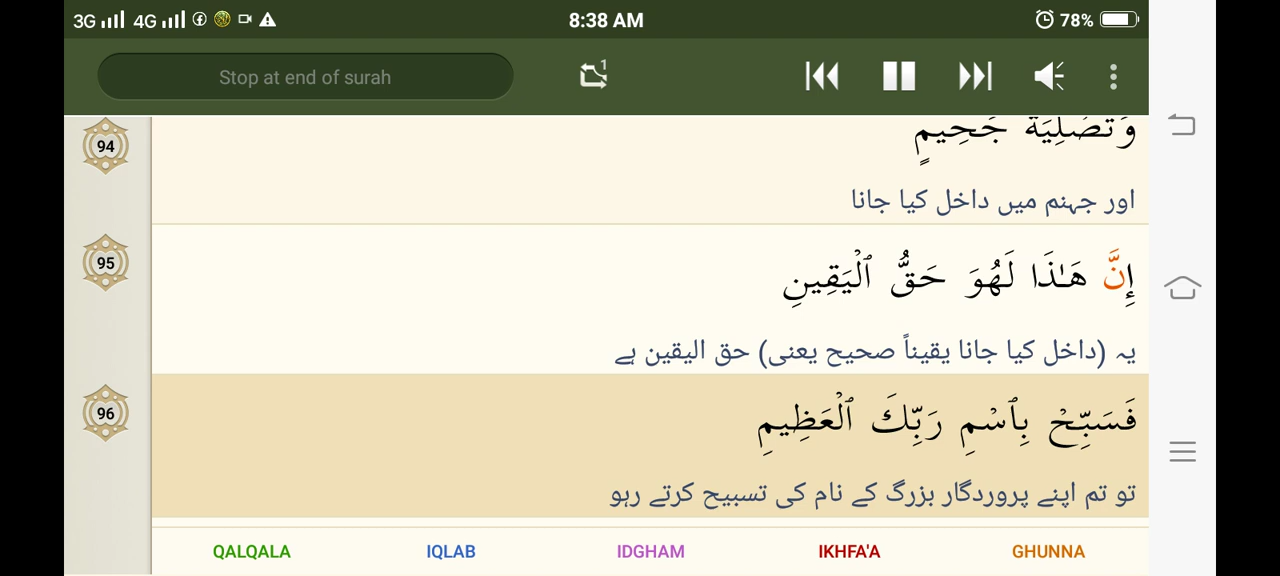 3G 4G 8:38 AM 78%
Stop at end of surah 1
94 وَتَصْلِيَةُ جَحِيمٍ
اور جہنم میں داخل کیا جانا
95 إِنَّ هَـٰذَا لَهُوَ حَقُّ ٱلْيَقِينِ
یہ (داخل کیا جانا یقیناً صحیح یعنی) حق الیقین ہے
96 فَسَبِّحْ بِٱسْمِ رَبِّكَ ٱلْعَظِيمِ
تو تم اپنے پروردگار بزرگ کے نام کی تسبیح کرتے رہو
QALQALA IQLAB IDGHAM IKHFA'A GHUNNA